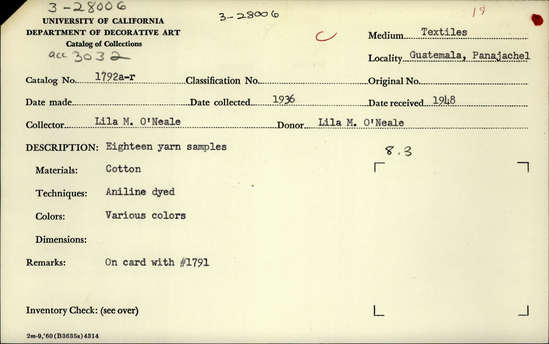 3-28006
3-28006
19
UNIVERSITY OF CALIFORNIA
DEPARTMENT OF DECORATIVE ART
Catalog of Collections
acc 3032
C
Medium Textiles
Locality Guatemala, Panajachel
Catalog No. 1792a-r Classification No. Original No.
Date made Date collected 1936 Date received 1948
Collector Lila M. O'Neale Donor Lila M. O'Neale
DESCRIPTION: Eighteen yarn samples
8.3
Materials: Cotton
Techniques: Aniline dyed
Colors: Various colors
Dimensions:
Remarks: On card with #1791
Inventory Check: (see over)
2m-9,'60(B3635s)4314